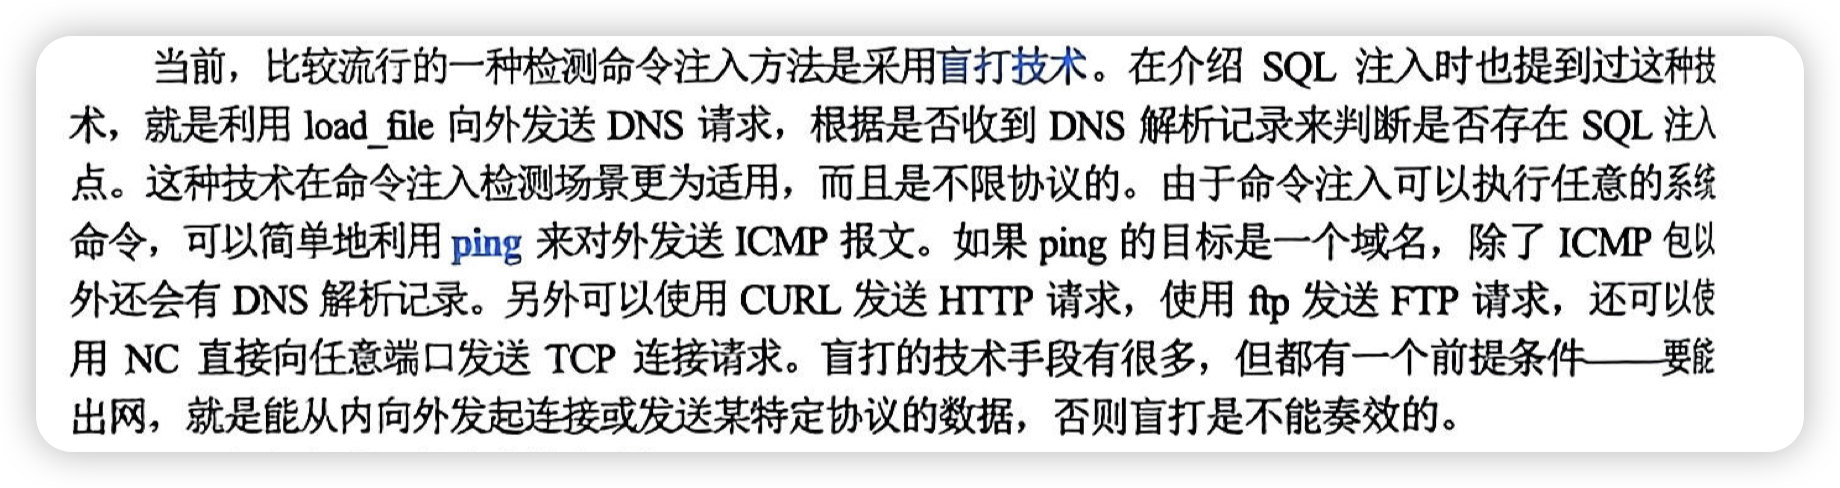 当前，比较流行的一种检测命令注入方法是采用盲打技术。在介绍 SQL 注入时也提到过这种技
术，就是利用 load_file 向外发送 DNS 请求，根据是否收到 DNS 解析记录来判断是否存在 SQL 注入
点。这种技术在命令注入检测场景更为适用，而且是不限协议的。由于命令注入可以执行任意的系统
命令，可以简单地利用 ping 来对外发送 ICMP 报文。如果 ping 的目标是一个域名，除了 ICMP 包以
外还会有 DNS 解析记录。另外可以使用 CURL 发送 HTTP 请求，使用 ftp 发送 FTP 请求，还可以使
用 NC 直接向任意端口发送 TCP 连接请求。盲打的技术手段有很多，但都有一个前提条件——要能
出网，就是能从内向外发起连接或发送某特定协议的数据，否则盲打是不能奏效的。